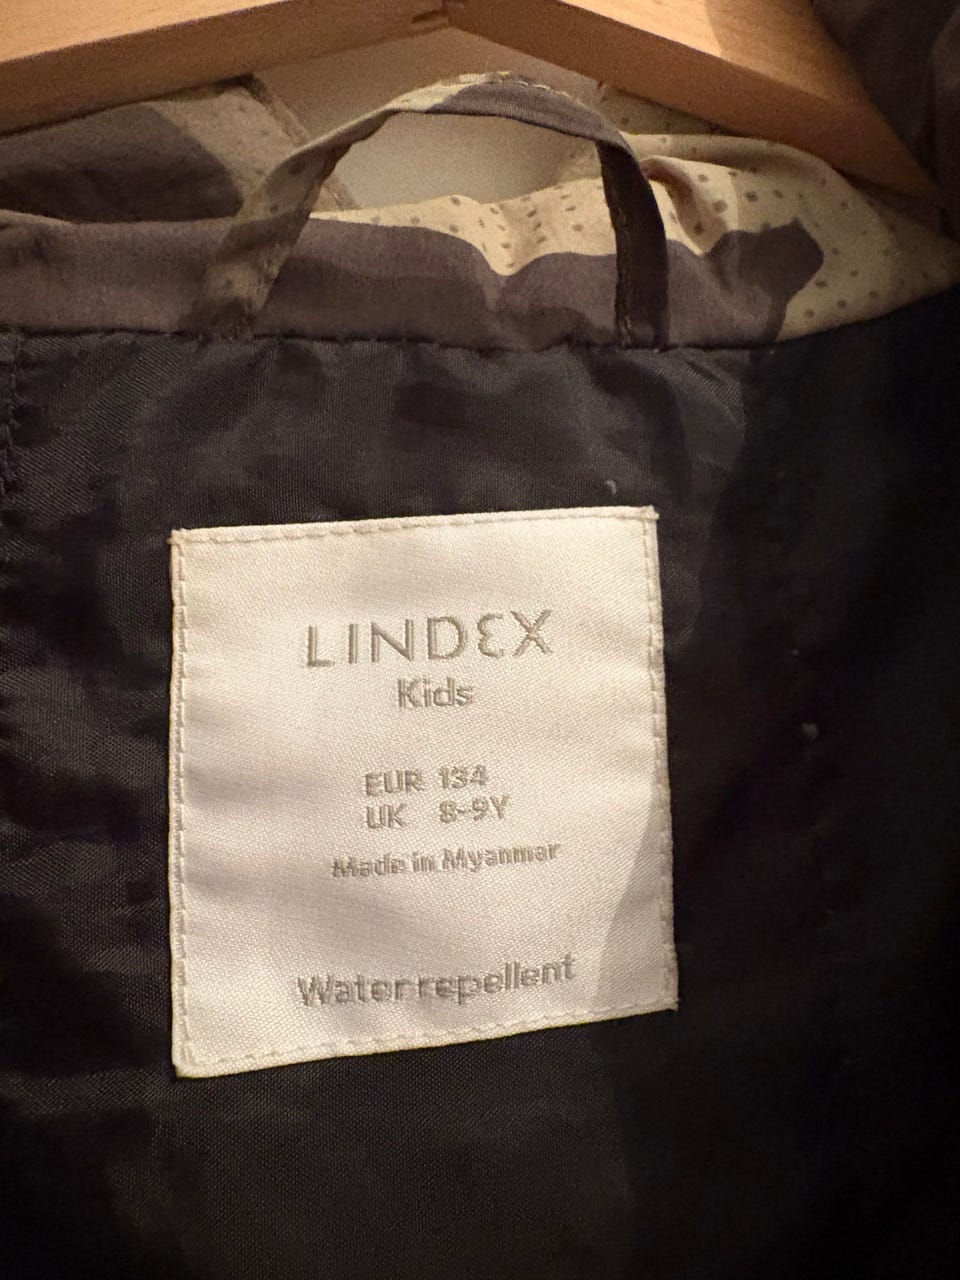 LINDEX
Kids
EUR 134
UK 8-9Y
Made in Myanmar
Water repellent